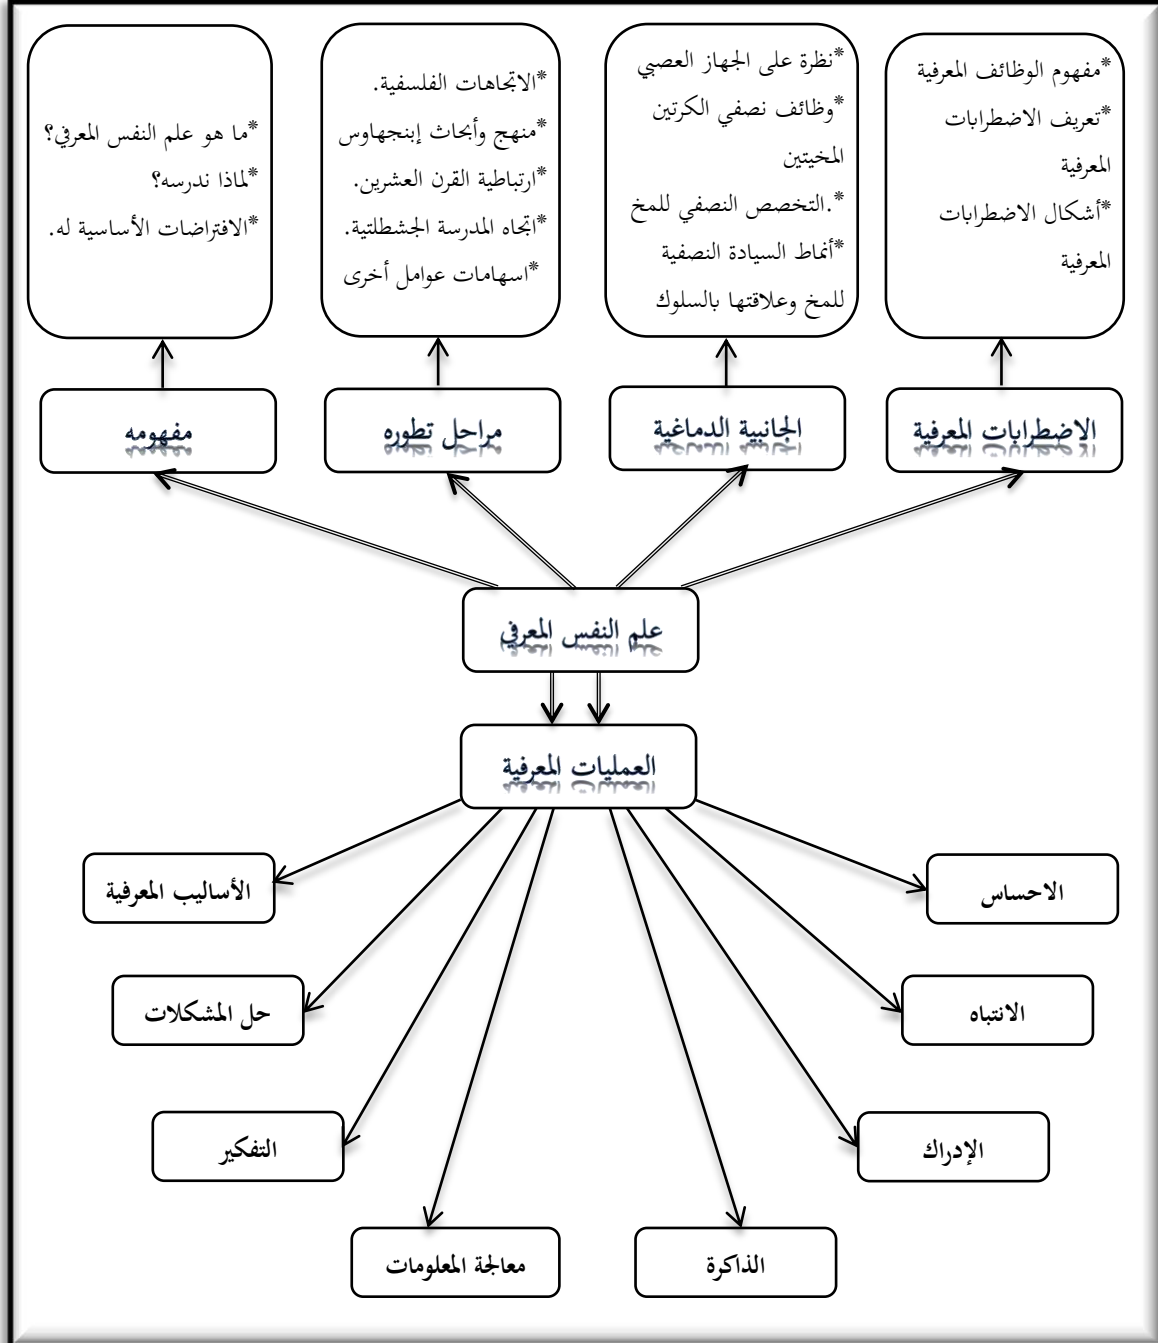 *مفهوم الوظائف المعرفية
*تعريف الاضطرابات
المعرفية
*أشكال الاضطرابات
المعرفية
*نظرة على الجهاز العصبي
*وظائف نصفي الكرتين
المخيتين
*.التخصص النصفي للمخ
*أنماط السيادة النصفية
للمخ وعلاقتها بالسلوك
*الاتجاهات الفلسفية.
*منهج وأبحاث إبنجهاوس
*ارتباطية القرن العشرين.
*اتجاه المدرسة الجشطلتية.
*اسهامات عوامل أخرى
*ما هو علم النفس المعرفي؟
*لماذا ندرسه؟
*الافتراضات الأساسية له.
الاضطرابات المعرفية
الجانبية الدماغية
مراحل تطوره
مفهومه
علم النفس المعرفي
العمليات المعرفية
الاحساس
الأساليب المعرفية
الانتباه
حل المشكلات
الإدراك
التفكير
الذاكرة
معالجة المعلومات